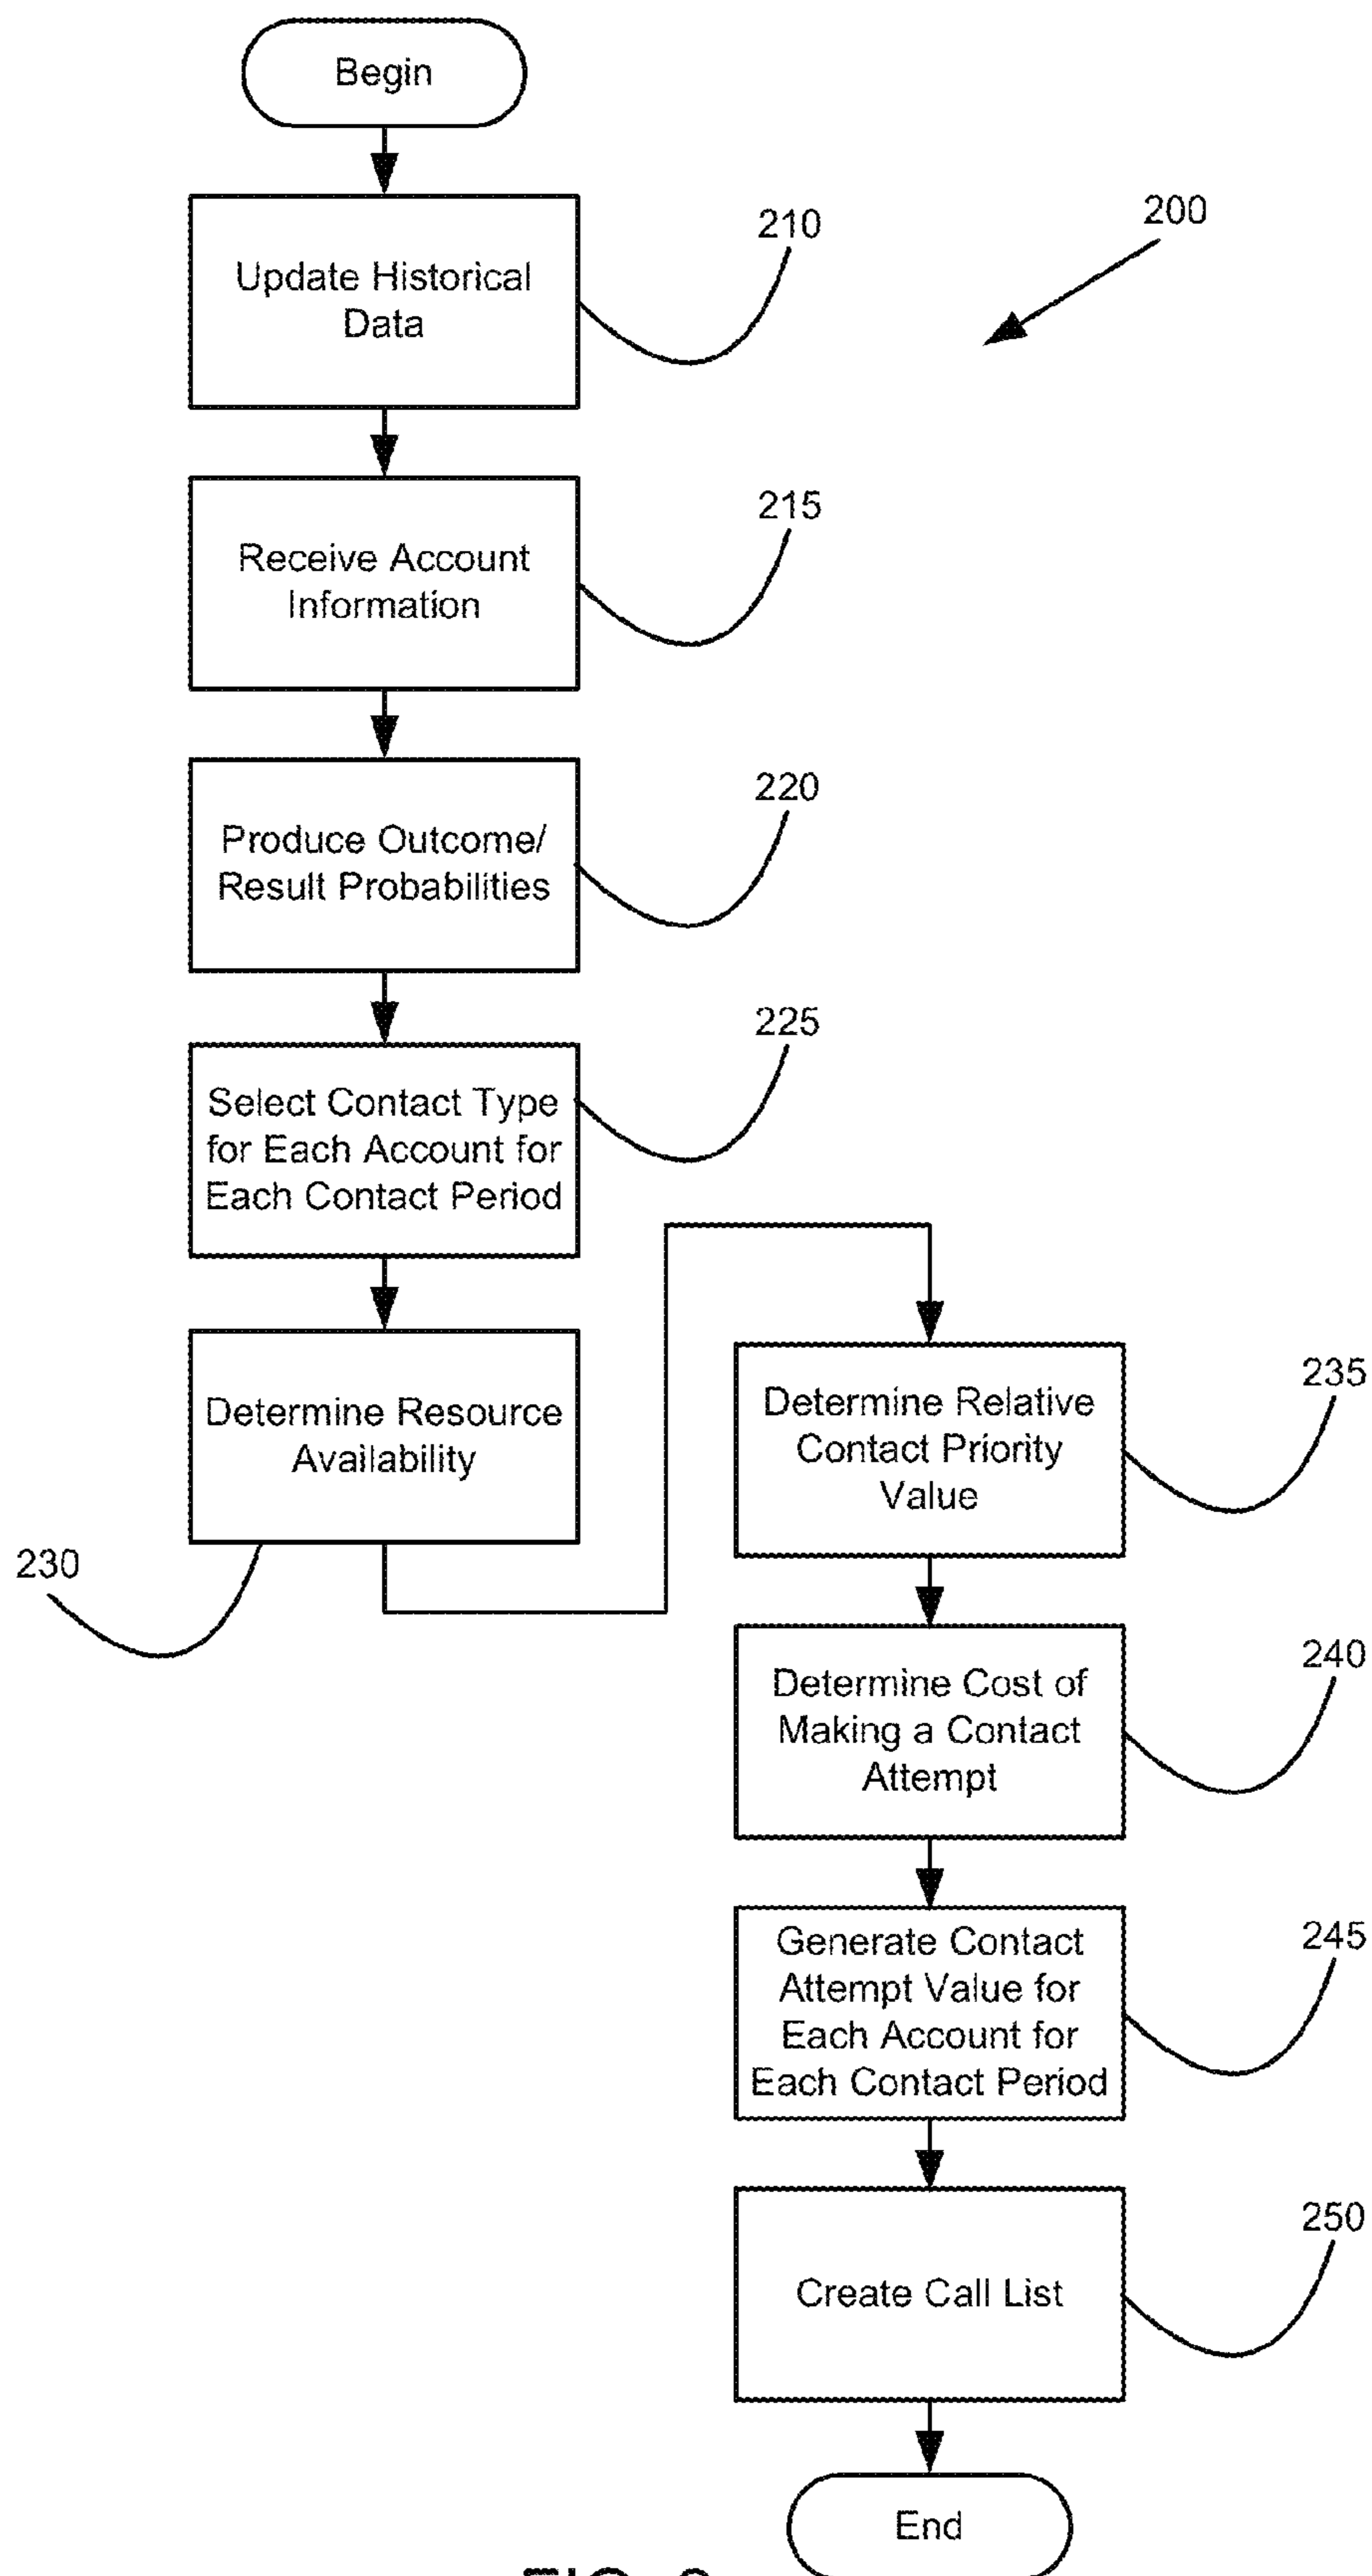 Begin
210
200
Update Historical
Data
215
Receive Account
Information
220
Produce Outcome/
Result Probabilities
225
Select Contact Type
for Each Account for
Each Contact Period
Determine Resource
Availability
230
235
Determine Relative
Contact Priority
Value
240
Determine Cost of
Making a Contact
Attempt
245
Generate Contact
Attempt Value for
Each Account for
Each Contact Period
250
Create Call List
End